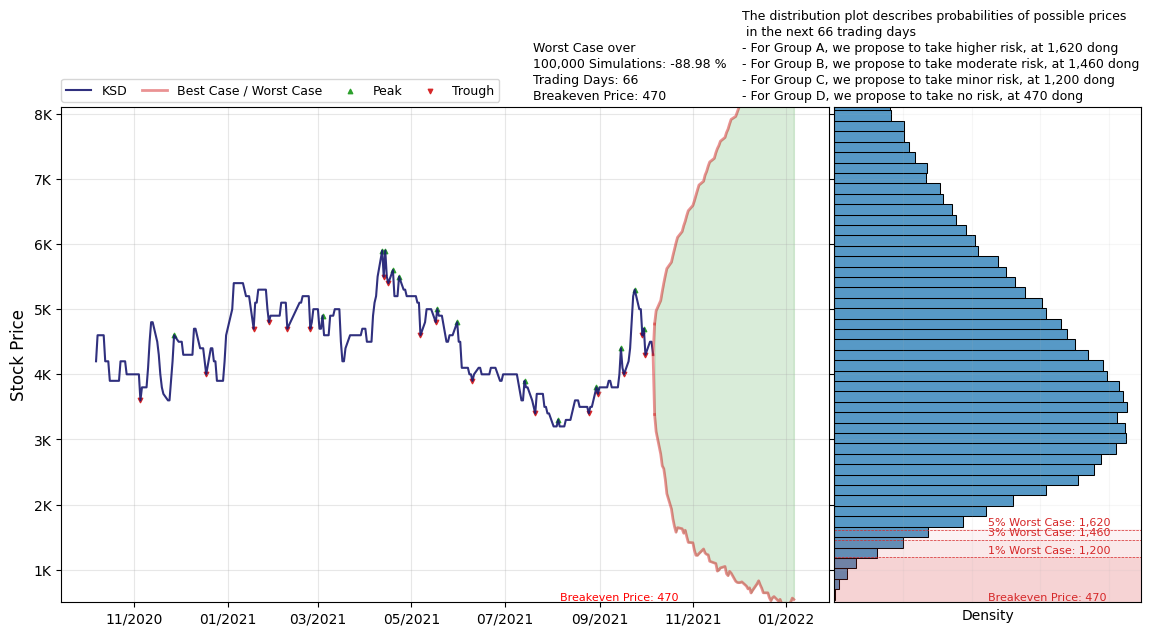 The distribution plot describes probabilities of possible prices
in the next 66 trading days
- For Group A, we propose to take higher risk, at 1,620 dong
- For Group B, we propose to take moderate risk, at 1,460 dong
- For Group C, we propose to take minor risk, at 1,200 dong
- For Group D, we propose to take no risk, at 470 dong
Worst Case over
100,000 Simulations: -88.98 %
Trading Days: 66
Breakeven Price: 470
KSD
Best Case / Worst Case
Peak
Trough
Stock Price
8K
7K
6K
5K
4K
3K
2K
1K
Breakeven Price: 470
11/2020
01/2021
03/2021
05/2021
07/2021
09/2021
11/2021
01/2022
5% Worst Case: 1,620
3% Worst Case: 1,460
1% Worst Case: 1,200
Breakeven Price: 470
Density